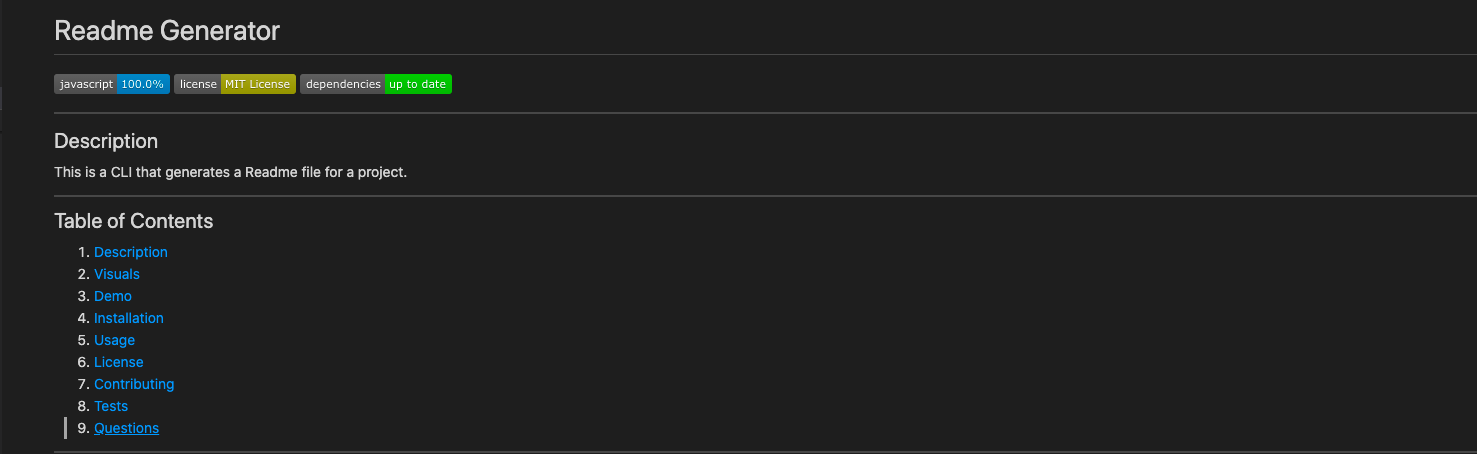 Readme Generator
javascript 100.0% license MIT License dependencies up to date
Description
This is a CLI that generates a Readme file for a project.
Table of Contents
1. Description
2. Visuals
3. Demo
4. Installation
5. Usage
6. License
7. Contributing
8. Tests
9. Questions